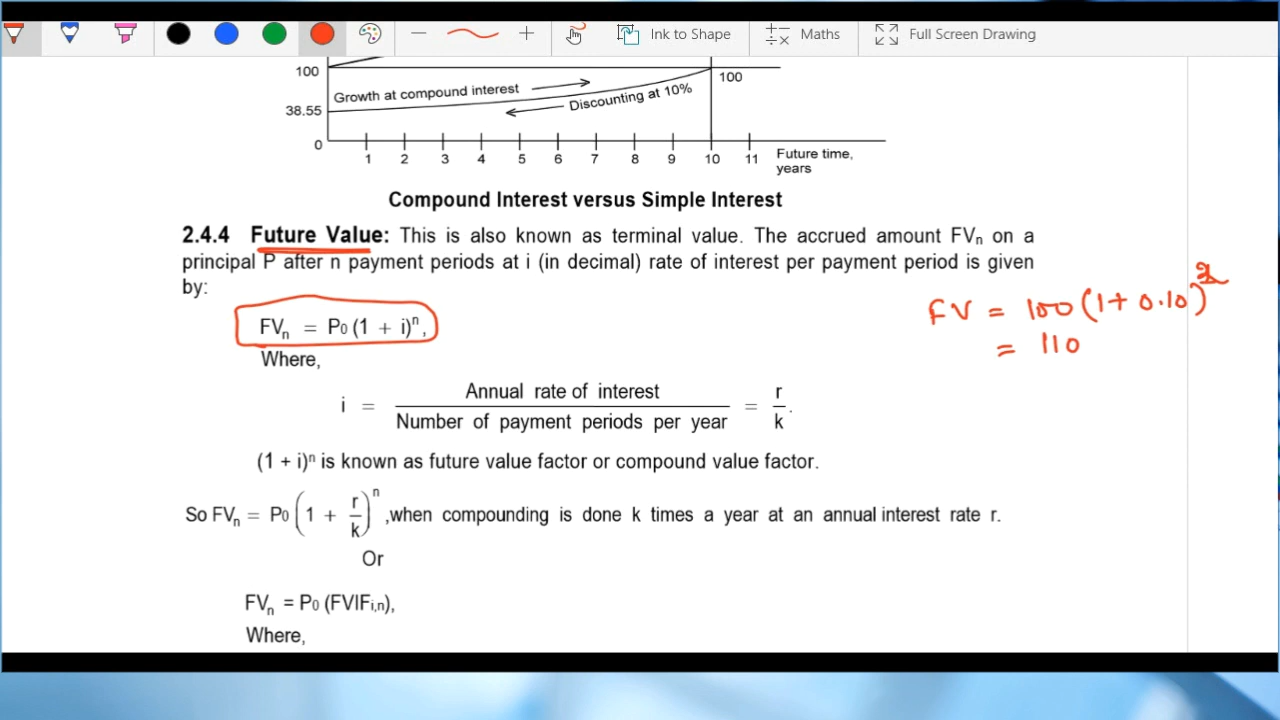 Ink to Shape Maths Full Screen Drawing
100
100
Growth at compound interest
Discounting at 10%
38.55
0
1 2 3 4 5 6 7 8 9 10 11 Future time, years
Compound Interest versus Simple Interest
2.4.4 Future Value: This is also known as terminal value. The accrued amount FVn on a
principal P after n payment periods at i (in decimal) rate of interest per payment period is given
by:
FV = 100 (1 + 0.10)
= 110
FVn = P0 (1 + i)^n,
Where,
i = Annual rate of interest / Number of payment periods per year = r / k.
(1 + i)^n is known as future value factor or compound value factor.
So FVn = P0 (1 + r/k)^n ,when compounding is done k times a year at an annual interest rate r.
Or
FVn = P0 (FVIFi,n),
Where,